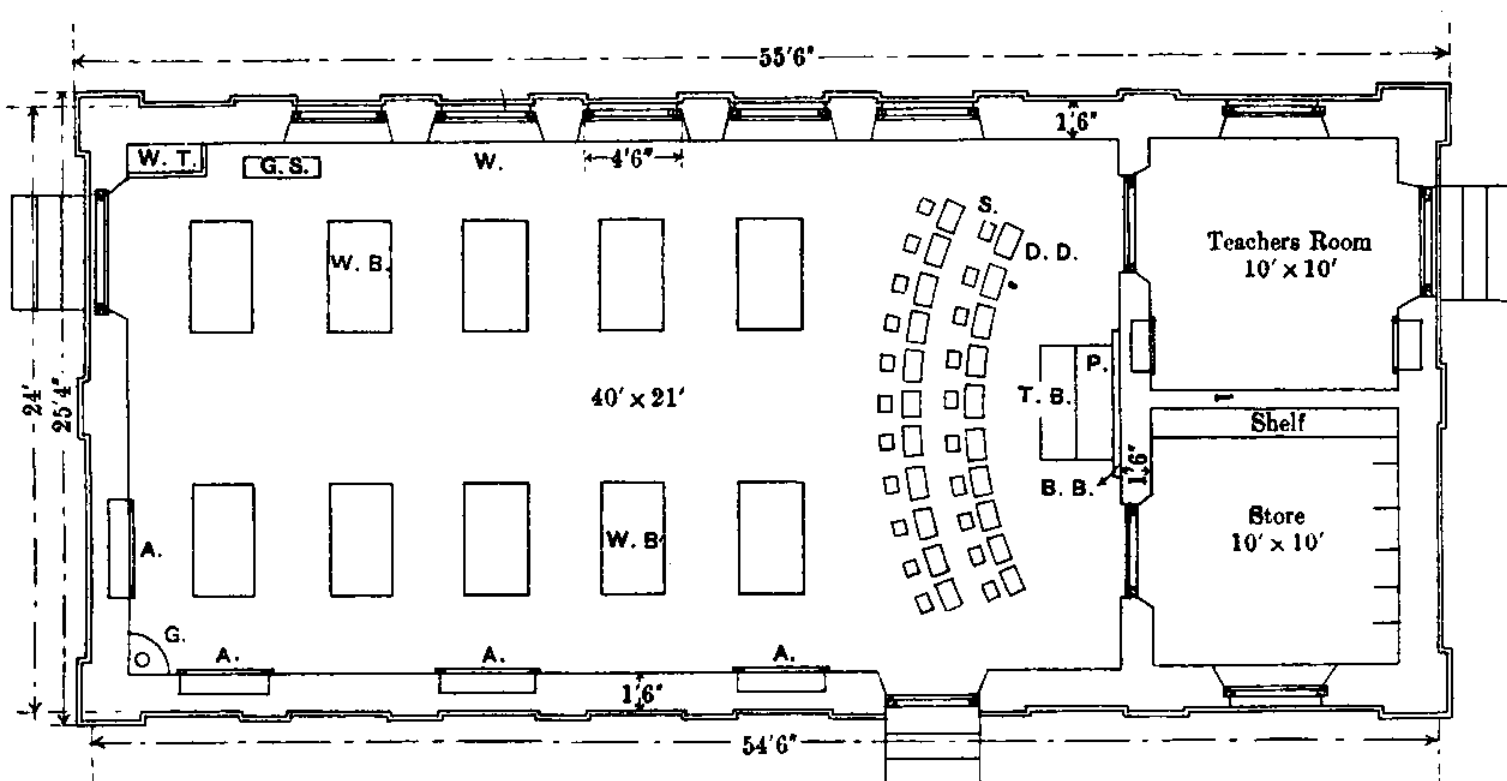 55'6"
1'6"
W. T.
G. S.
W.
4'6"
S.
D. D.
Teachers Room
10' × 10'
W. B.
24'
25'4"
40' × 21'
P.
T. B.
Shelf
1'6"
B. B.
Store
10' × 10'
A.
W. B.
G.
A.
A.
A.
1'6"
54'6"